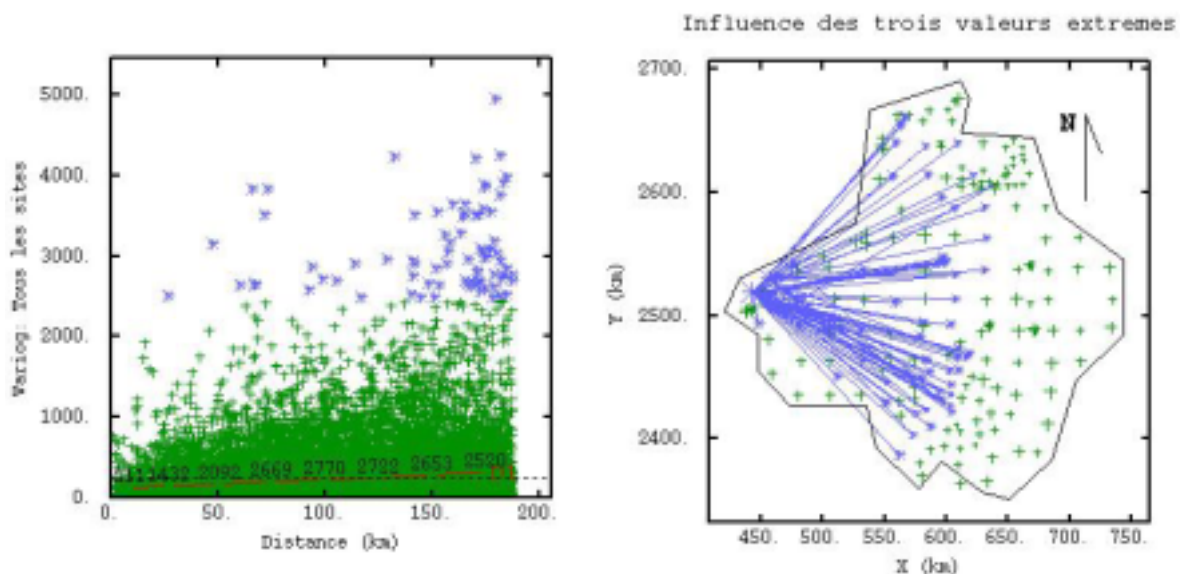 Influence des trois valeurs extremes
5000.
4000.
3000.
2000.
1000.
0.
Variog: Tous les sites
1432 2092 2669 2770 2722 2653 2520
0. 50. 100. 150. 200.
Distance (km)
2700.
2600.
2500.
2400.
Y (km)
N
450. 500. 550. 600. 650. 700. 750.
X (km)